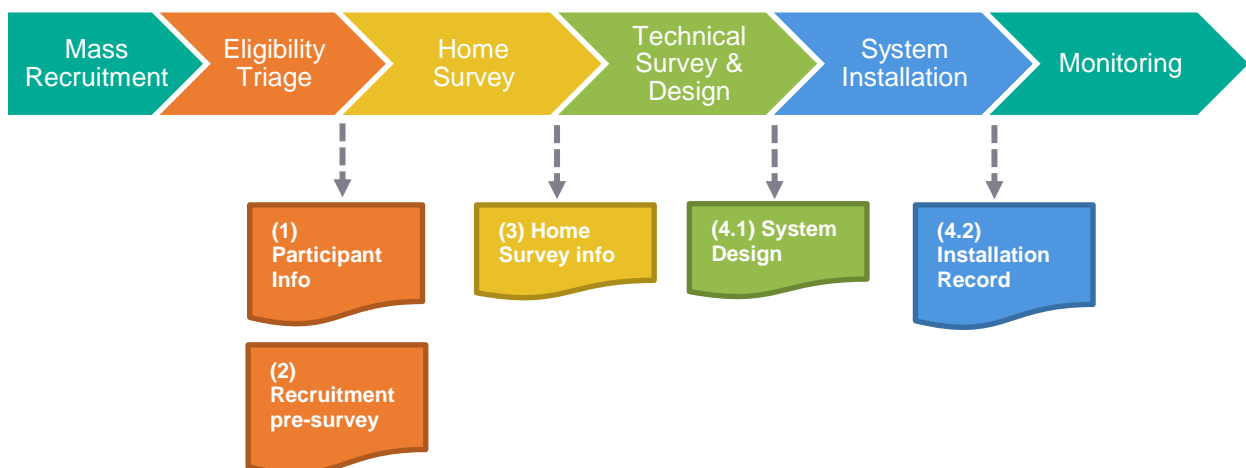 Mass
Recruitment
Eligibility
Triage
Home
Survey
Technical
Survey &
Design
System
Installation
Monitoring
(1)
Participant
Info
(3) Home
Survey info
(4.1) System
Design
(4.2)
Installation
Record
(2)
Recruitment
pre-survey